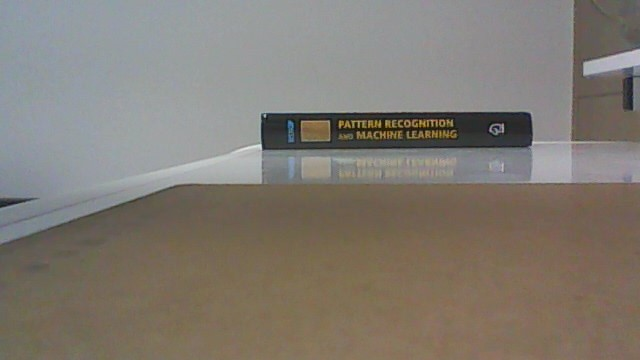 PATTERN RECOGNITION
AND MACHINE LEARNING